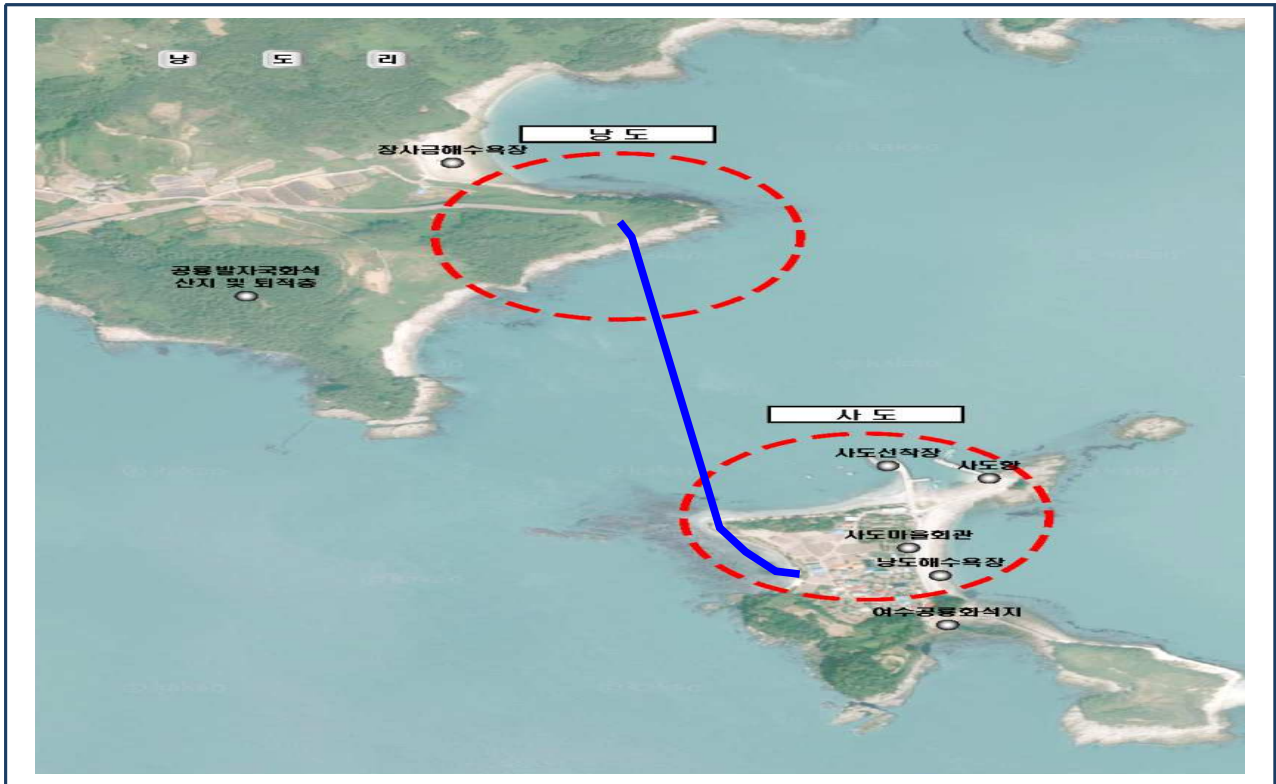 낭 도 리
낭 도
장사금해수욕장
공룡발자국화석
산지 및 퇴적층
사 도
사도선착장
사도항
사도마을회관
낭도해수욕장
여수공룡화석지